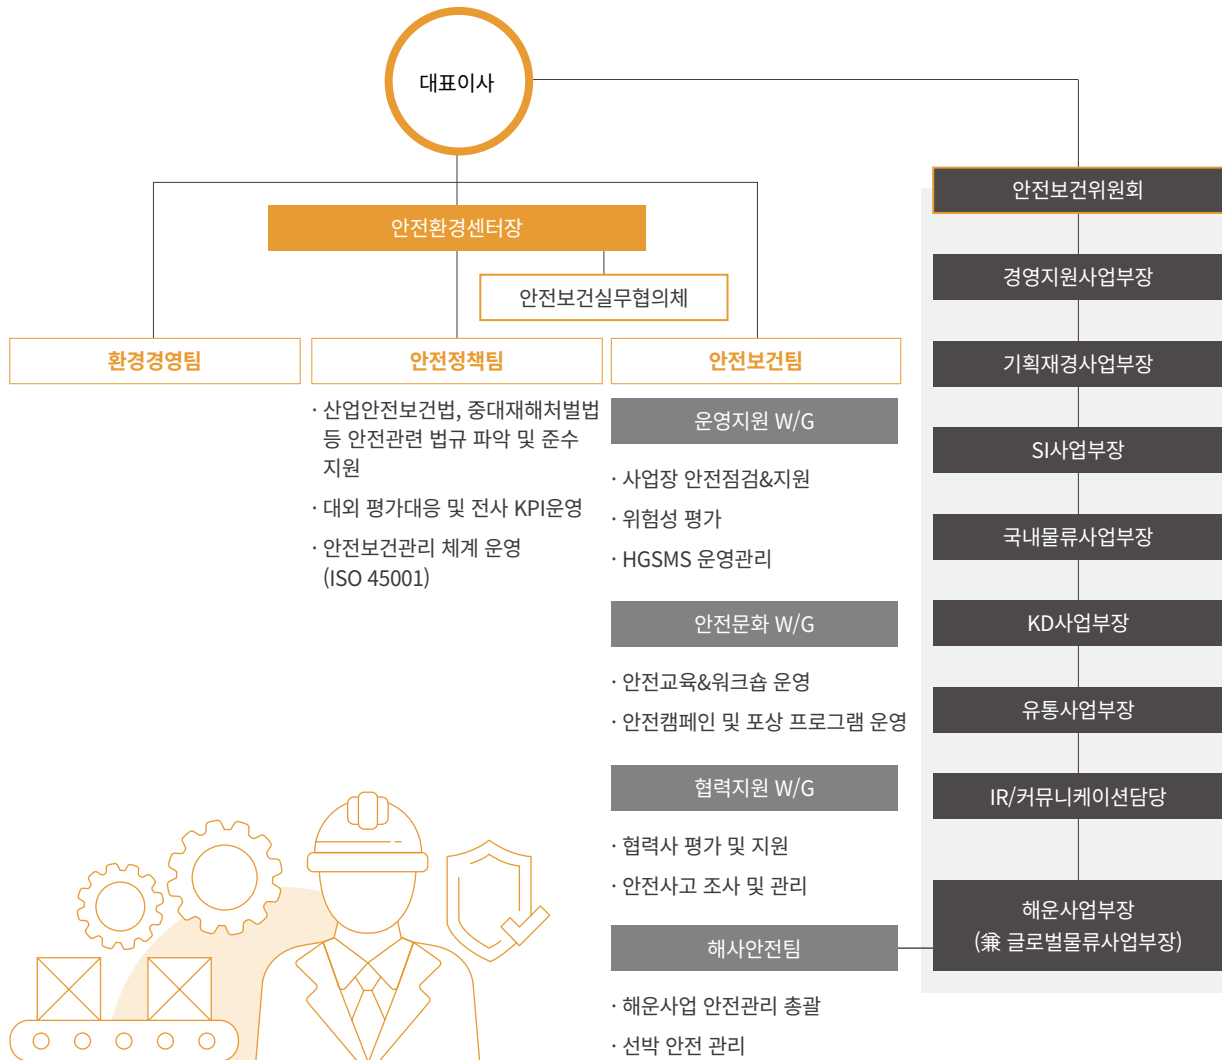 대표이사
안전환경센터장
안전보건실무협의체
환경경영팀
안전정책팀
· 산업안전보건법, 중대재해처벌법
등 안전관련 법규 파악 및 준수
지원
· 대외 평가대응 및 전사 KPI운영
· 안전보건관리 체계 운영
(ISO 45001)
안전보건팀
운영지원 W/G
· 사업장 안전점검&지원
· 위험성 평가
· HGSMS 운영관리
안전문화 W/G
· 안전교육&워크숍 운영
· 안전캠페인 및 포상 프로그램 운영
협력지원 W/G
· 협력사 평가 및 지원
· 안전사고 조사 및 관리
해사안전팀
· 해운사업 안전관리 총괄
· 선박 안전 관리
안전보건위원회
경영지원사업부장
기획재경사업부장
SI사업부장
국내물류사업부장
KD사업부장
유통사업부장
IR/커뮤니케이션담당
해운사업부장
(兼 글로벌물류사업부장)